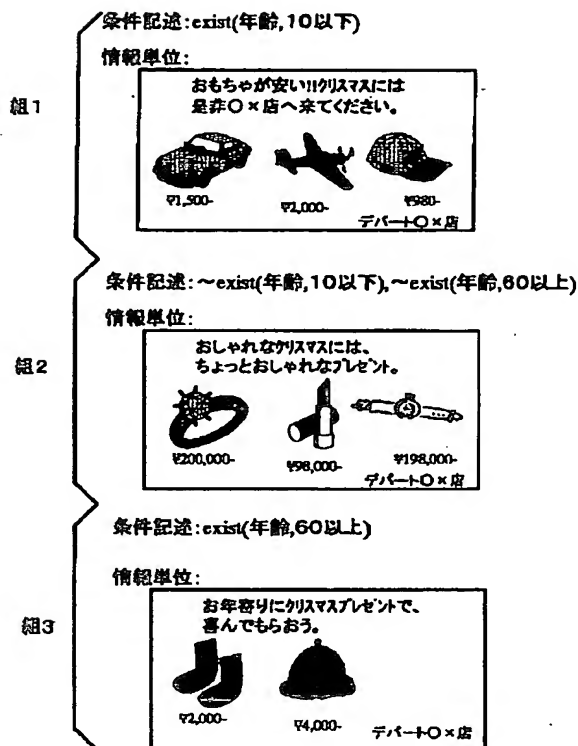 条件記述:exist(年齢,10以下)
情報単位:
組1
おもちゃが安い!!クリスマスには
是非〇×店へ来てください。
¥1,500-
¥2,000-
¥980-
デパート〇×店
条件記述:~exist(年齢,10以下),~exist(年齢,60以上)
情報単位:
組2
おしゃれなクリスマスには、
ちょっとおしゃれなプレゼント。
¥200,000-
¥98,000-
¥198,000-
デパート〇×店
条件記述:exist(年齢,60以上)
情報単位:
組3
お年寄りにクリスマスプレゼントで、
喜んでもらおう。
¥2,000-
¥4,000-
デパート〇×店